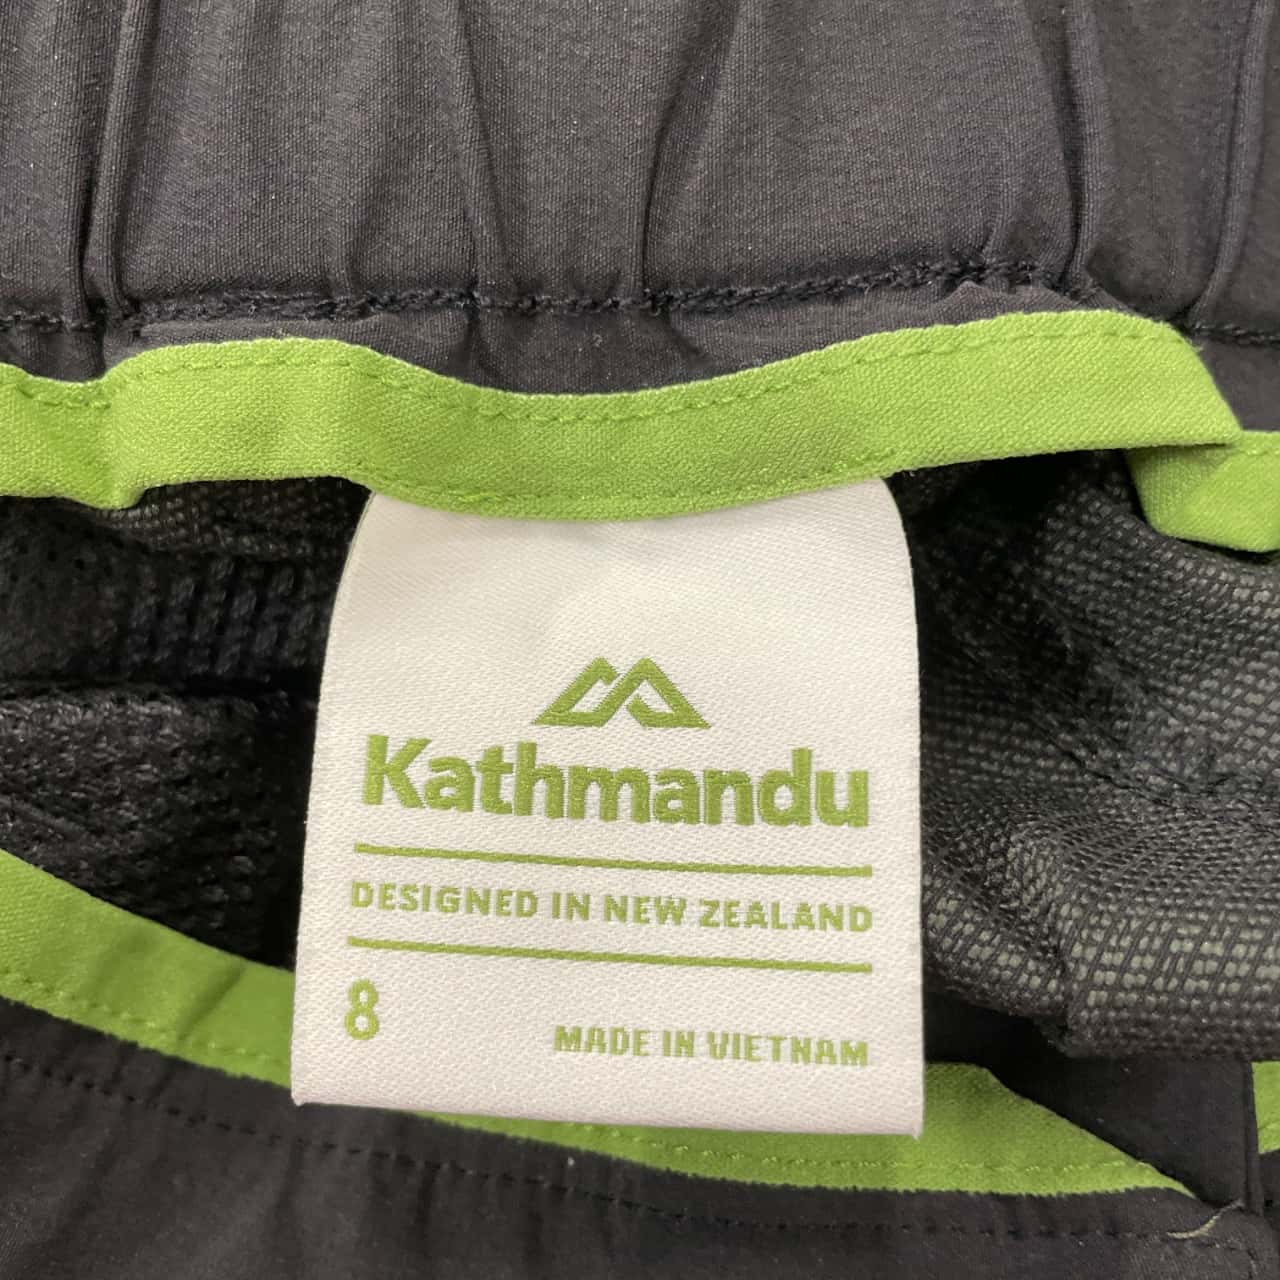 Kathmandu
DESIGNED IN NEW ZEALAND
8
MADE IN VIETNAM